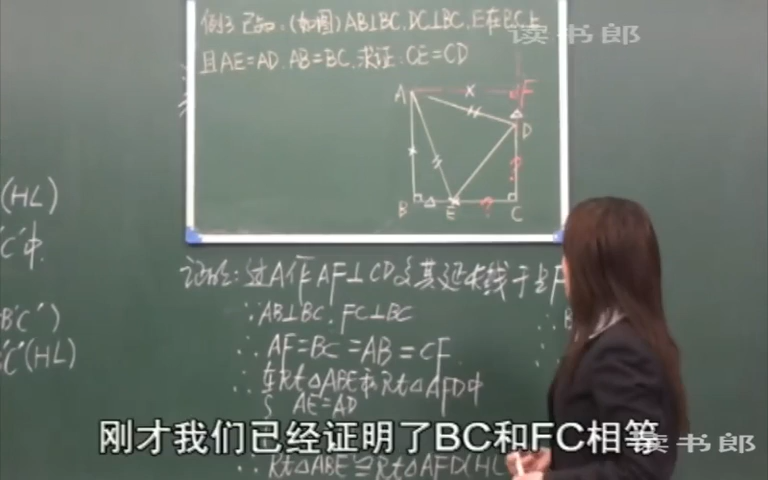 例3 已知:(如图)AB⊥BC,DC⊥BC,E在BC上
且AE=AD,AB=BC,求证:CE=CD
读书郎
A
F
D
?
B
E
?
C
(HL)
C'中
B'C')
C'(HL)
证明:过A作AF⊥CD交其延长线于点F
∵AB⊥BC,FC⊥BC
∴AF=BC=AB=CF
∴在Rt△ABE和Rt△AFD中
AE=AD
刚才我们已经证明了BC和FC相等
读书郎
∴Rt△ABE≌Rt△AFD(HL